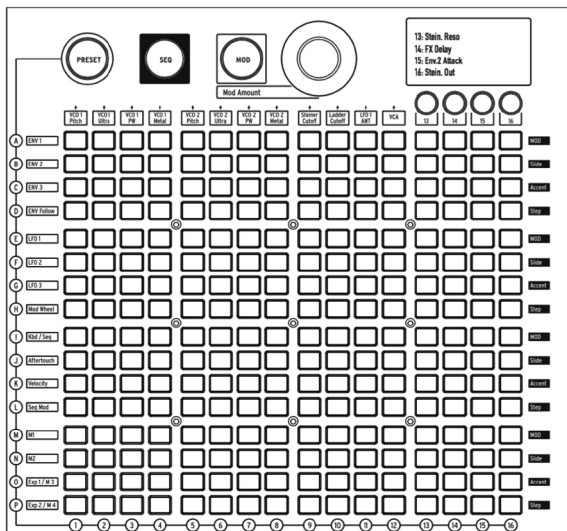 13: Stein. Reso
14: FX Delay
15: Env.2 Attack
16: Stein. Out
PRESET
SEQ
MOD
Mod Amount
VCO 1 Pitch
VCO 1 Ultra
VCO 1 PW
VCO 1 Metal
VCO 2 Pitch
VCO 2 Ultra
VCO 2 PW
VCO 2 Metal
Steiner Cutoff
Ladder Cutoff
LFO 1 AMT
VCA
13
14
15
16
A ENV 1 MOD
B ENV 2 Slide
C ENV 3 Accent
D ENV Follow Step
E LFO 1 MOD
F LFO 2 Slide
G LFO 3 Accent
H Mod Wheel Step
I Kbd / Seq MOD
J Aftertouch Slide
K Velocity Accent
L Seq Mod Step
M M1 MOD
N M2 Slide
O Exp 1 / M 3 Accent
P Exp 2 / M 4 Step
1 2 3 4 5 6 7 8 9 10 11 12 13 14 15 16